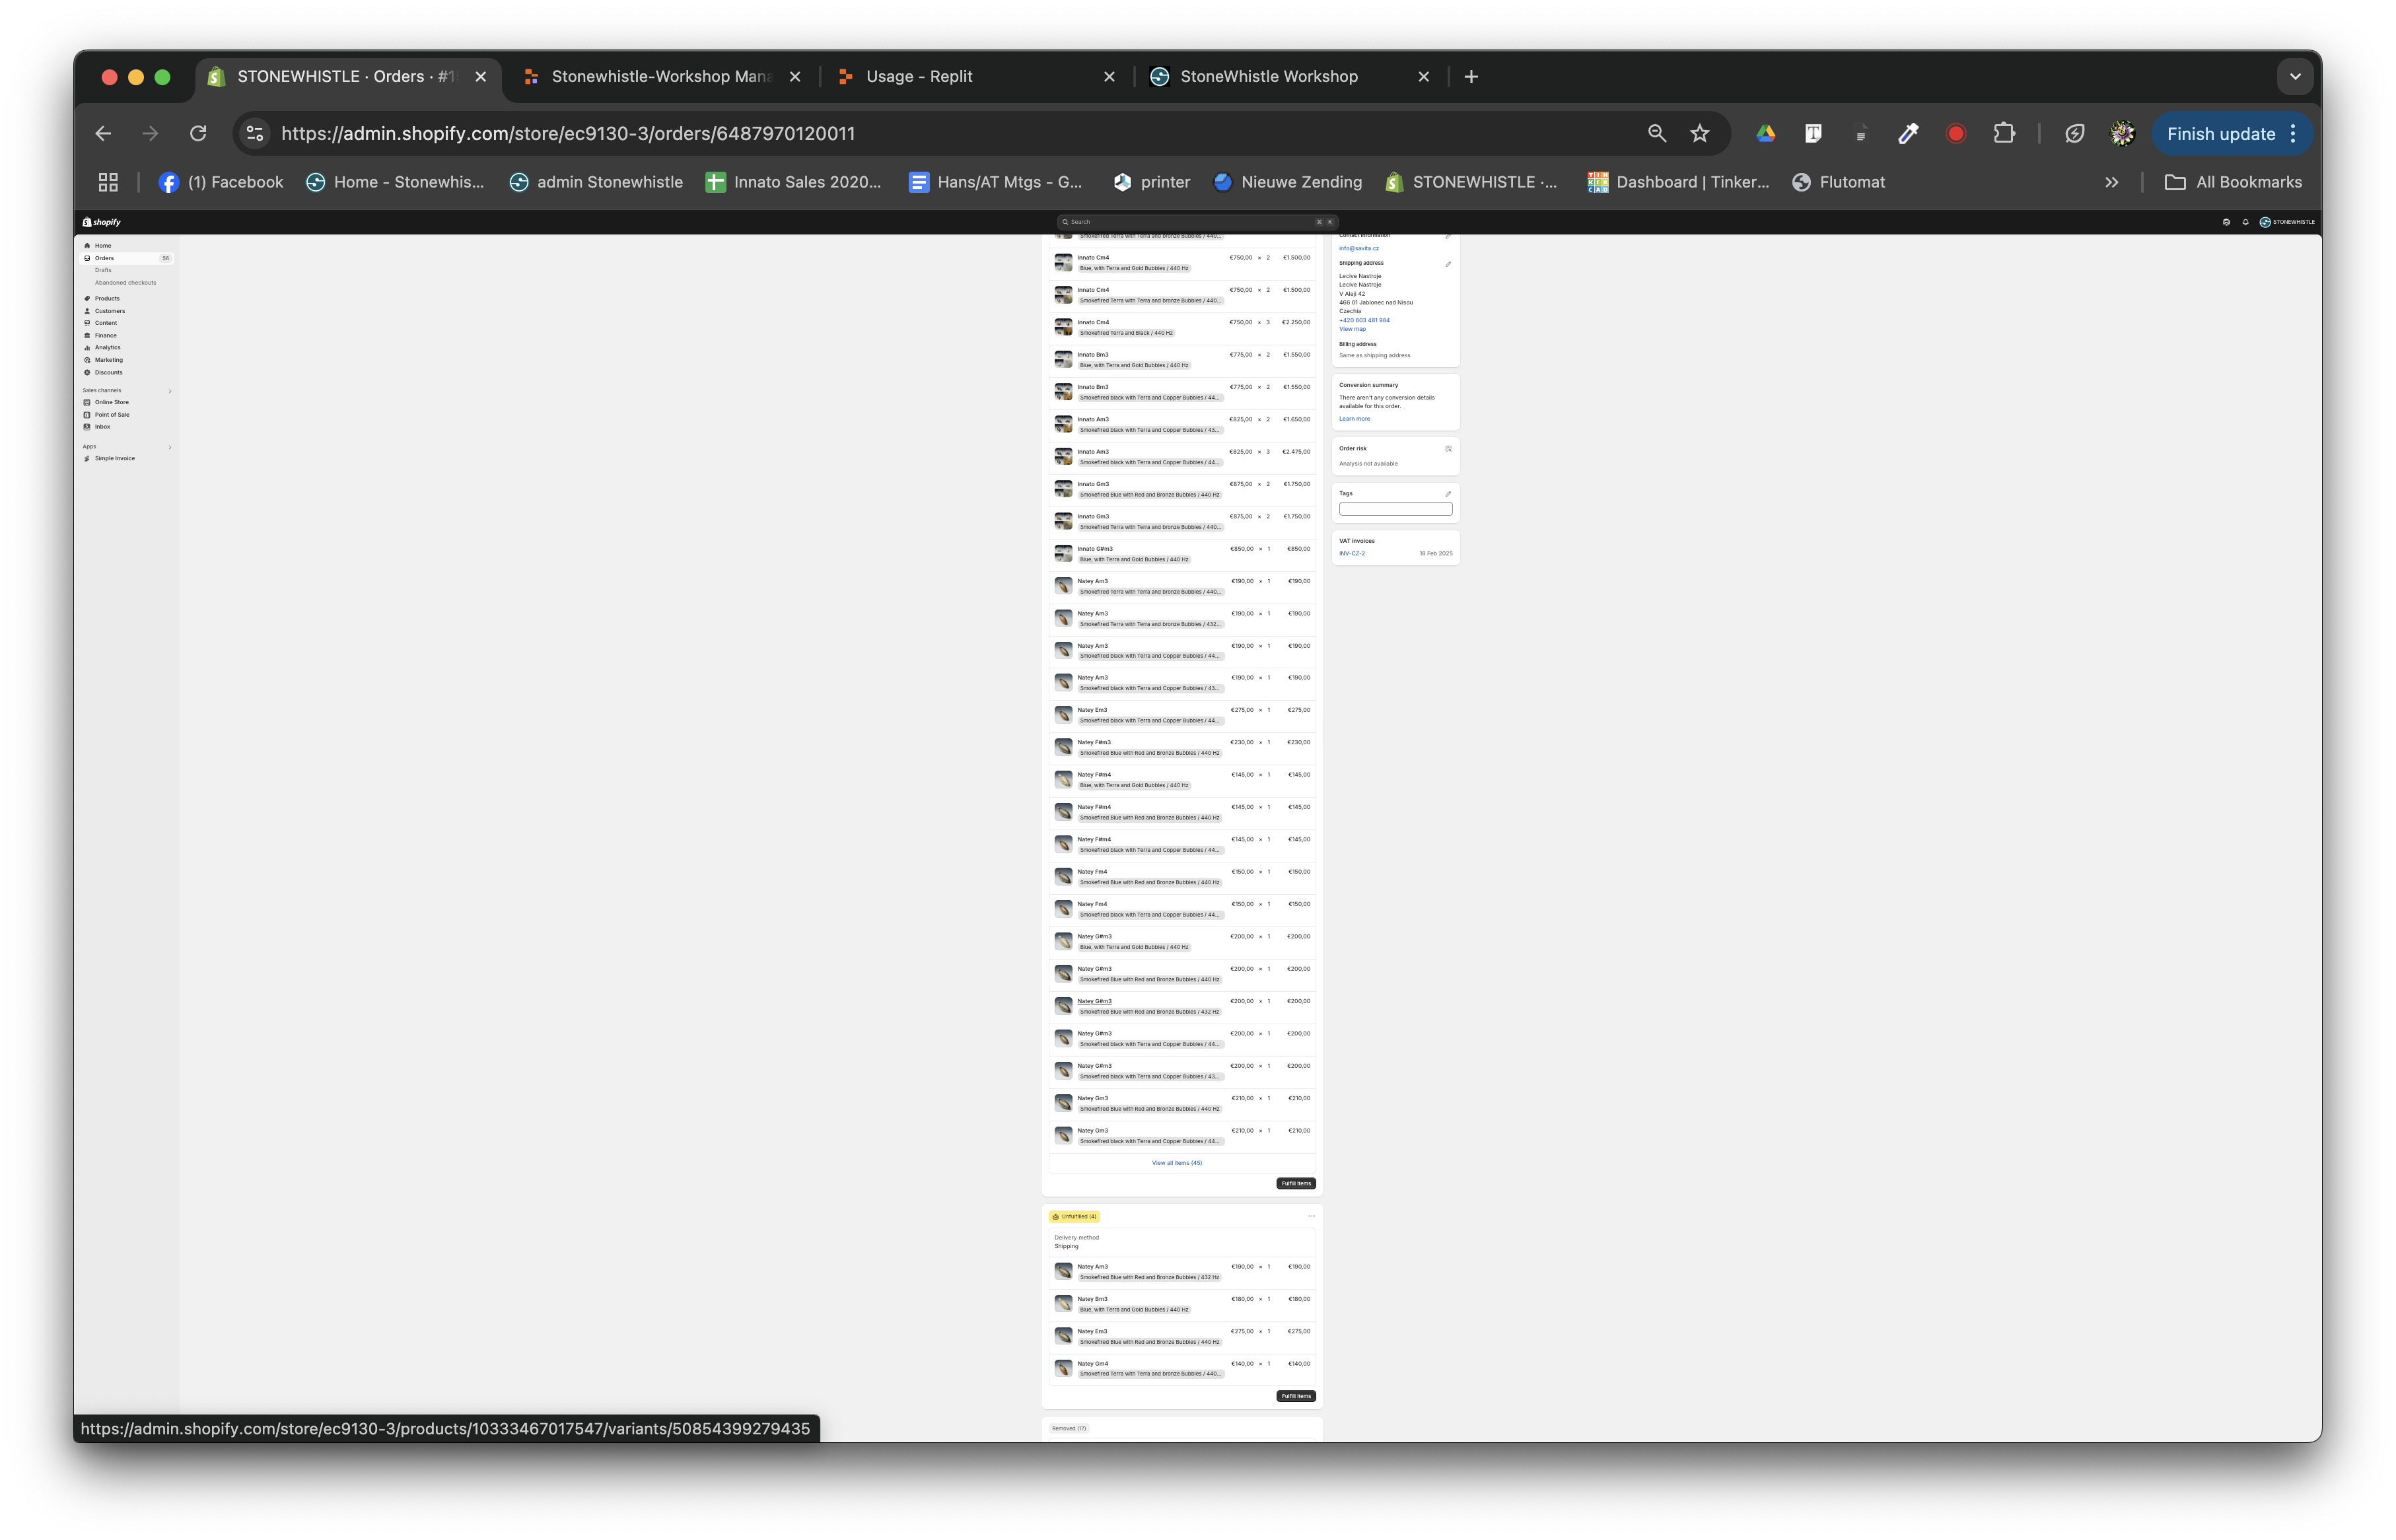 STONEWHISTLE · Orders · #1
Stonewhistle-Workshop Mana
Usage - Replit
StoneWhistle Workshop
https://admin.shopify.com/store/ec9130-3/orders/6487970120011
Finish update
(1) Facebook
Home - Stonewhis...
admin Stonewhistle
Innato Sales 2020...
Hans/AT Mtgs - G...
printer
Nieuwe Zending
STONEWHISTLE ·...
Dashboard | Tinker...
Flutomat
All Bookmarks
shopify
Search
⌘ K
STONEWHISTLE
Home
Orders 56
Drafts
Abandoned checkouts
Products
Customers
Content
Finance
Analytics
Marketing
Discounts
Sales channels
Online Store
Point of Sale
Inbox
Apps
Simple Invoice
Smokefired Terra with Terra and bronze Bubbles / 440...
Innato Cm4 €750,00 × 2 €1.500,00
Blue, with Terra and Gold Bubbles / 440 Hz
Innato Cm4 €750,00 × 2 €1.500,00
Smokefired Terra with Terra and bronze Bubbles / 440...
Innato Cm4 €750,00 × 3 €2.250,00
Smokefired Terra and Black / 440 Hz
Innato Bm3 €775,00 × 2 €1.550,00
Blue, with Terra and Gold Bubbles / 440 Hz
Innato Bm3 €775,00 × 2 €1.550,00
Smokefired black with Terra and Copper Bubbles / 44...
Innato Am3 €825,00 × 2 €1.650,00
Smokefired black with Terra and Copper Bubbles / 43...
Innato Am3 €825,00 × 3 €2.475,00
Smokefired black with Terra and Copper Bubbles / 44...
Innato Gm3 €875,00 × 2 €1.750,00
Smokefired Blue with Red and Bronze Bubbles / 440 Hz
Innato Gm3 €875,00 × 2 €1.750,00
Smokefired Terra with Terra and bronze Bubbles / 440...
Innato G#m3 €850,00 × 1 €850,00
Blue, with Terra and Gold Bubbles / 440 Hz
Natey Am3 €190,00 × 1 €190,00
Smokefired Terra with Terra and bronze Bubbles / 440...
Natey Am3 €190,00 × 1 €190,00
Smokefired Terra with Terra and bronze Bubbles / 432...
Natey Am3 €190,00 × 1 €190,00
Smokefired black with Terra and Copper Bubbles / 44...
Natey Am3 €190,00 × 1 €190,00
Smokefired black with Terra and Copper Bubbles / 43...
Natey Em3 €275,00 × 1 €275,00
Smokefired black with Terra and Copper Bubbles / 44...
Natey F#m3 €230,00 × 1 €230,00
Smokefired Blue with Red and Bronze Bubbles / 440 Hz
Natey F#m4 €145,00 × 1 €145,00
Blue, with Terra and Gold Bubbles / 440 Hz
Natey F#m4 €145,00 × 1 €145,00
Smokefired Blue with Red and Bronze Bubbles / 440 Hz
Natey F#m4 €145,00 × 1 €145,00
Smokefired black with Terra and Copper Bubbles / 44...
Natey Fm4 €150,00 × 1 €150,00
Smokefired Blue with Red and Bronze Bubbles / 440 Hz
Natey Fm4 €150,00 × 1 €150,00
Smokefired black with Terra and Copper Bubbles / 44...
Natey G#m3 €200,00 × 1 €200,00
Blue, with Terra and Gold Bubbles / 440 Hz
Natey G#m3 €200,00 × 1 €200,00
Smokefired Blue with Red and Bronze Bubbles / 440 Hz
Natey G#m3 €200,00 × 1 €200,00
Smokefired Blue with Red and Bronze Bubbles / 432 Hz
Natey G#m3 €200,00 × 1 €200,00
Smokefired black with Terra and Copper Bubbles / 44...
Natey G#m3 €200,00 × 1 €200,00
Smokefired black with Terra and Copper Bubbles / 43...
Natey Gm3 €210,00 × 1 €210,00
Smokefired Blue with Red and Bronze Bubbles / 440 Hz
Natey Gm3 €210,00 × 1 €210,00
Smokefired black with Terra and Copper Bubbles / 44...
View all items (45)
Fulfill items
Unfulfilled (4)
Delivery method
Shipping
Natey Am3 €190,00 × 1 €190,00
Smokefired Blue with Red and Bronze Bubbles / 432 Hz
Natey Bm3 €180,00 × 1 €180,00
Blue, with Terra and Gold Bubbles / 440 Hz
Natey Em3 €275,00 × 1 €275,00
Smokefired Blue with Red and Bronze Bubbles / 440 Hz
Natey Gm4 €140,00 × 1 €140,00
Smokefired Terra with Terra and bronze Bubbles / 440...
Fulfill items
Removed (17)
Contact information
info@savita.cz
Shipping address
Lecive Nastroje
Lecive Nastroje
V Aleji 42
466 01 Jablonec nad Nisou
Czechia
+420 603 481 984
View map
Billing address
Same as shipping address
Conversion summary
There aren't any conversion details
available for this order.
Learn more
Order risk
Analysis not available
Tags
VAT invoices
INV-CZ-2 18 Feb 2025
https://admin.shopify.com/store/ec9130-3/products/10333467017547/variants/50854399279435